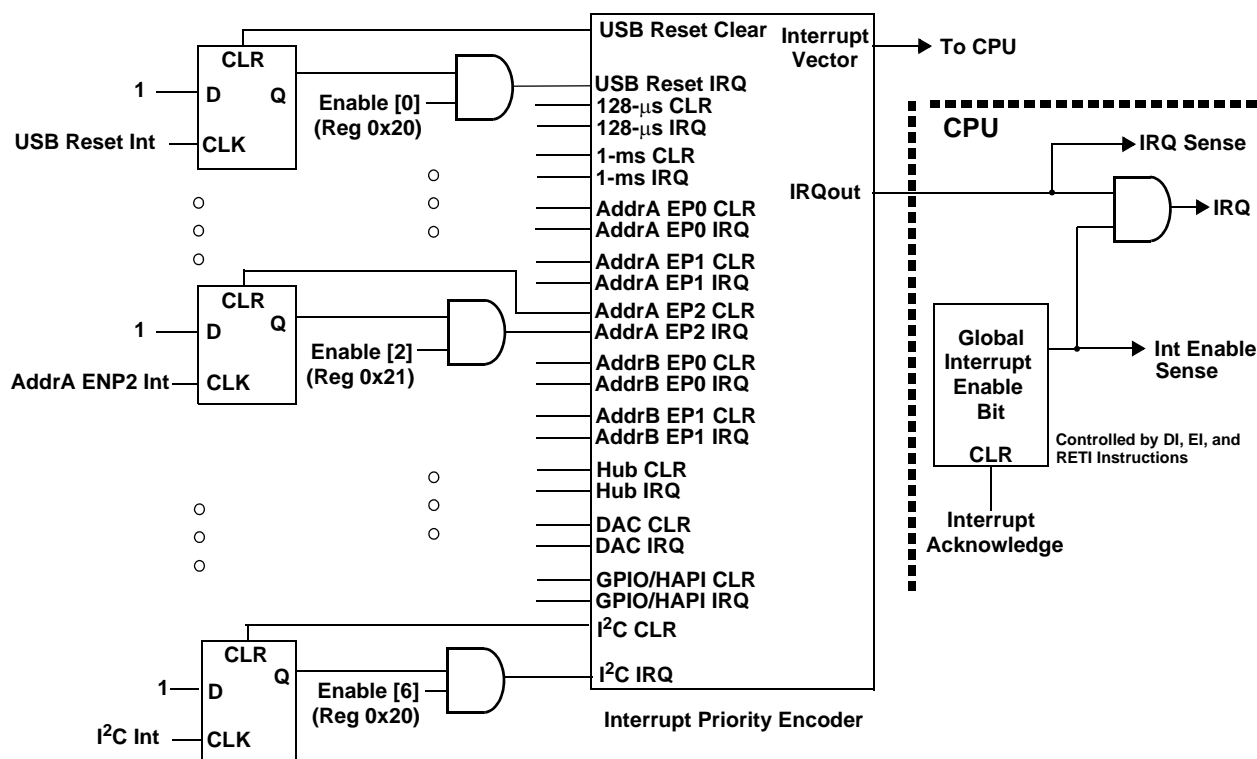 CLR
D
Q
CLK
1
USB Reset Int
Enable [0]
(Reg 0x20)
USB Reset Clear
Interrupt
Vector
To CPU
USB Reset IRQ
128-μs CLR
128-μs IRQ
1-ms CLR
1-ms IRQ
AddrA EP0 CLR
AddrA EP0 IRQ
AddrA EP1 CLR
AddrA EP1 IRQ
AddrA EP2 CLR
AddrA EP2 IRQ
AddrB EP0 CLR
AddrB EP0 IRQ
AddrB EP1 CLR
AddrB EP1 IRQ
Hub CLR
Hub IRQ
DAC CLR
DAC IRQ
GPIO/HAPI CLR
GPIO/HAPI IRQ
I²C CLR
I²C IRQ
IRQout
Interrupt Priority Encoder
CLR
D
Q
CLK
1
AddrA ENP2 Int
Enable [2]
(Reg 0x21)
CLR
D
Q
CLK
1
I²C Int
Enable [6]
(Reg 0x20)
CPU
IRQ Sense
IRQ
Global
Interrupt
Enable
Bit
CLR
Int Enable
Sense
Controlled by DI, EI, and
RETI Instructions
Interrupt
Acknowledge